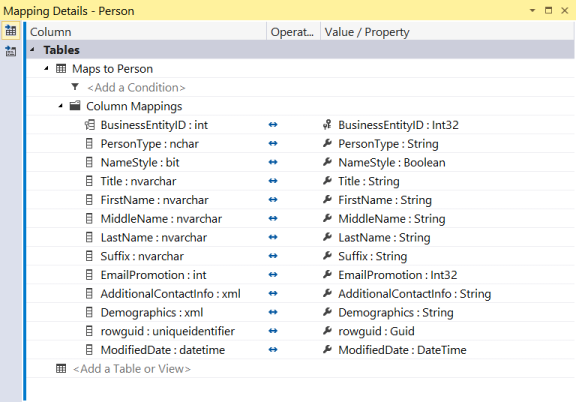 Mapping Details - Person
Column Operat... Value / Property
Tables
Maps to Person
<Add a Condition>
Column Mappings
BusinessEntityID : int BusinessEntityID : Int32
PersonType : nchar PersonType : String
NameStyle : bit NameStyle : Boolean
Title : nvarchar Title : String
FirstName : nvarchar FirstName : String
MiddleName : nvarchar MiddleName : String
LastName : nvarchar LastName : String
Suffix : nvarchar Suffix : String
EmailPromotion : int EmailPromotion : Int32
AdditionalContactInfo : xml AdditionalContactInfo : String
Demographics : xml Demographics : String
rowguid : uniqueidentifier rowguid : Guid
ModifiedDate : datetime ModifiedDate : DateTime
<Add a Table or View>